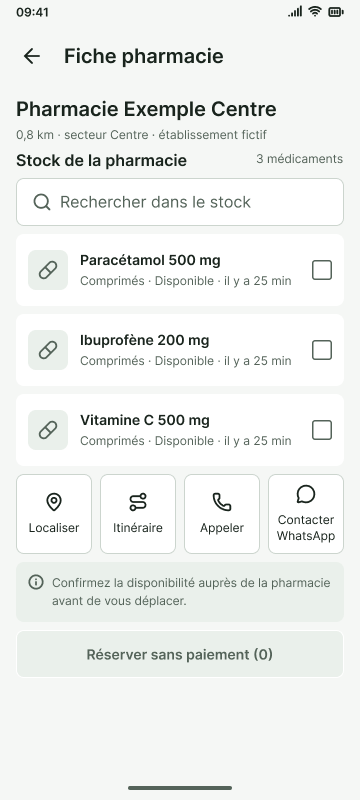 09:41
Fiche pharmacie
Pharmacie Exemple Centre
0,8 km · secteur Centre · établissement fictif
Stock de la pharmacie
3 médicaments
Rechercher dans le stock
Paracétamol 500 mg
Comprimés · Disponible · il y a 25 min
Ibuprofène 200 mg
Comprimés · Disponible · il y a 25 min
Vitamine C 500 mg
Comprimés · Disponible · il y a 25 min
Localiser
Itinéraire
Appeler
Contacter
WhatsApp
Confirmez la disponibilité auprès de la pharmacie
avant de vous déplacer.
Réserver sans paiement (0)